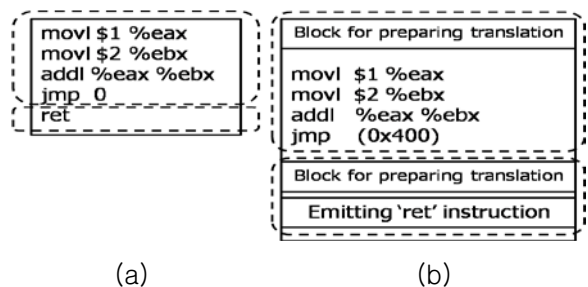 movl $1 %eax
movl $2 %ebx
addl %eax %ebx
jmp 0
ret
(a)
Block for preparing translation
movl $1 %eax
movl $2 %ebx
addl %eax %ebx
jmp (0x400)
Block for preparing translation
Emitting 'ret' instruction
(b)